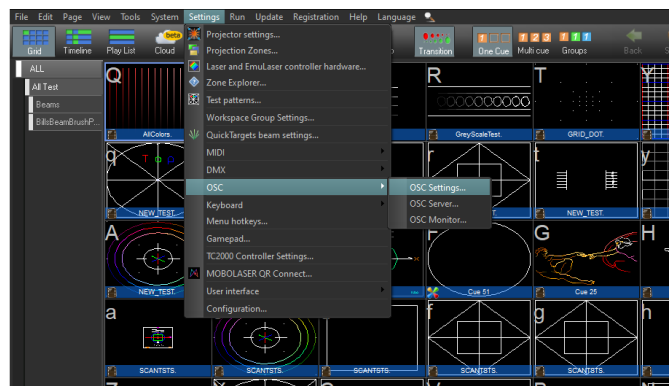 File Edit Page View Tools System Settings Run Update Registration Help Language
Grid Timeline Play List Cloud beta Transition One Cue Multi cue Groups Back
Projector settings...
Projection Zones...
Laser and EmuLaser controller hardware...
Zone Explorer...
Test patterns...
Workspace Group Settings...
QuickTargets beam settings...
MIDI
DMX
OSC
Keyboard
Menu hotkeys...
Gamepad...
TC2000 Controller Settings...
MOBOLASER QR Connect...
User interface
Configuration...
OSC Settings...
OSC Server...
OSC Monitor...
ALL
All Test
Beams
BillsBeamBrushP...
Q R T Y
AllColors. GreyScaleTest. GRID_DOT.
q Top r t y
NEW_TEST. NEW_TEST.
A F G H
NEW_TEST. Cue 51 Cue 25
a f g h
SCANTSTS. SCANTSTS. SCANTSTS. SCANTSTS. SCANTSTS.